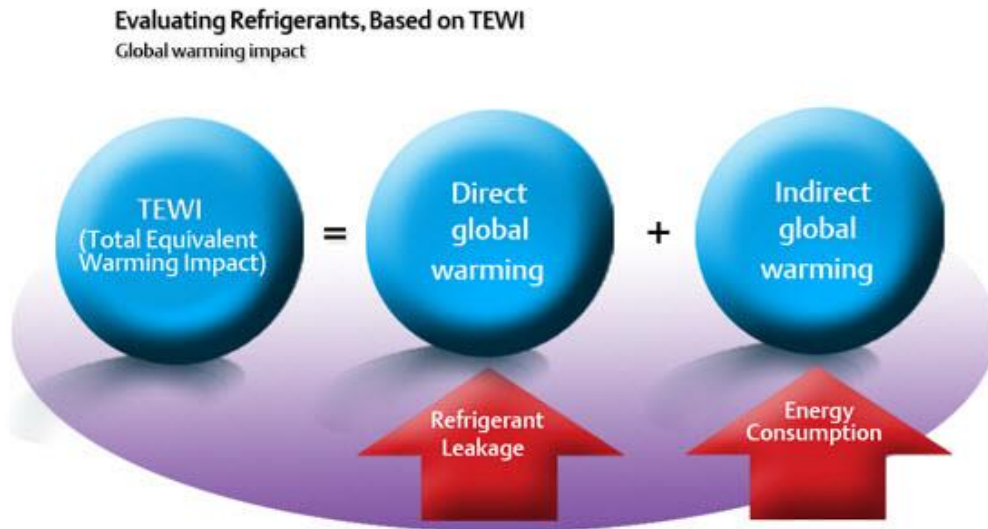 Evaluating Refrigerants, Based on TEWI
Global warming impact
TEWI
(Total Equivalent
Warming Impact)
=
Direct
global
warming
+
Indirect
global
warming
Refrigerant
Leakage
Energy
Consumption